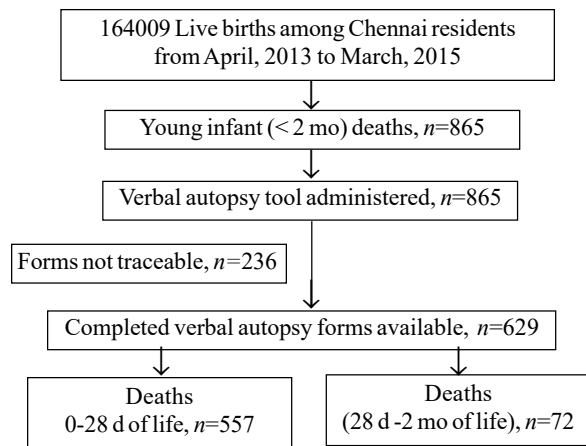 164009 Live births among Chennai residents
from April, 2013 to March, 2015
Young infant (< 2 mo) deaths, n=865
Verbal autopsy tool administered, n=865
Forms not traceable, n=236
Completed verbal autopsy forms available, n=629
Deaths
0-28 d of life, n=557
Deaths
(28 d -2 mo of life), n=72